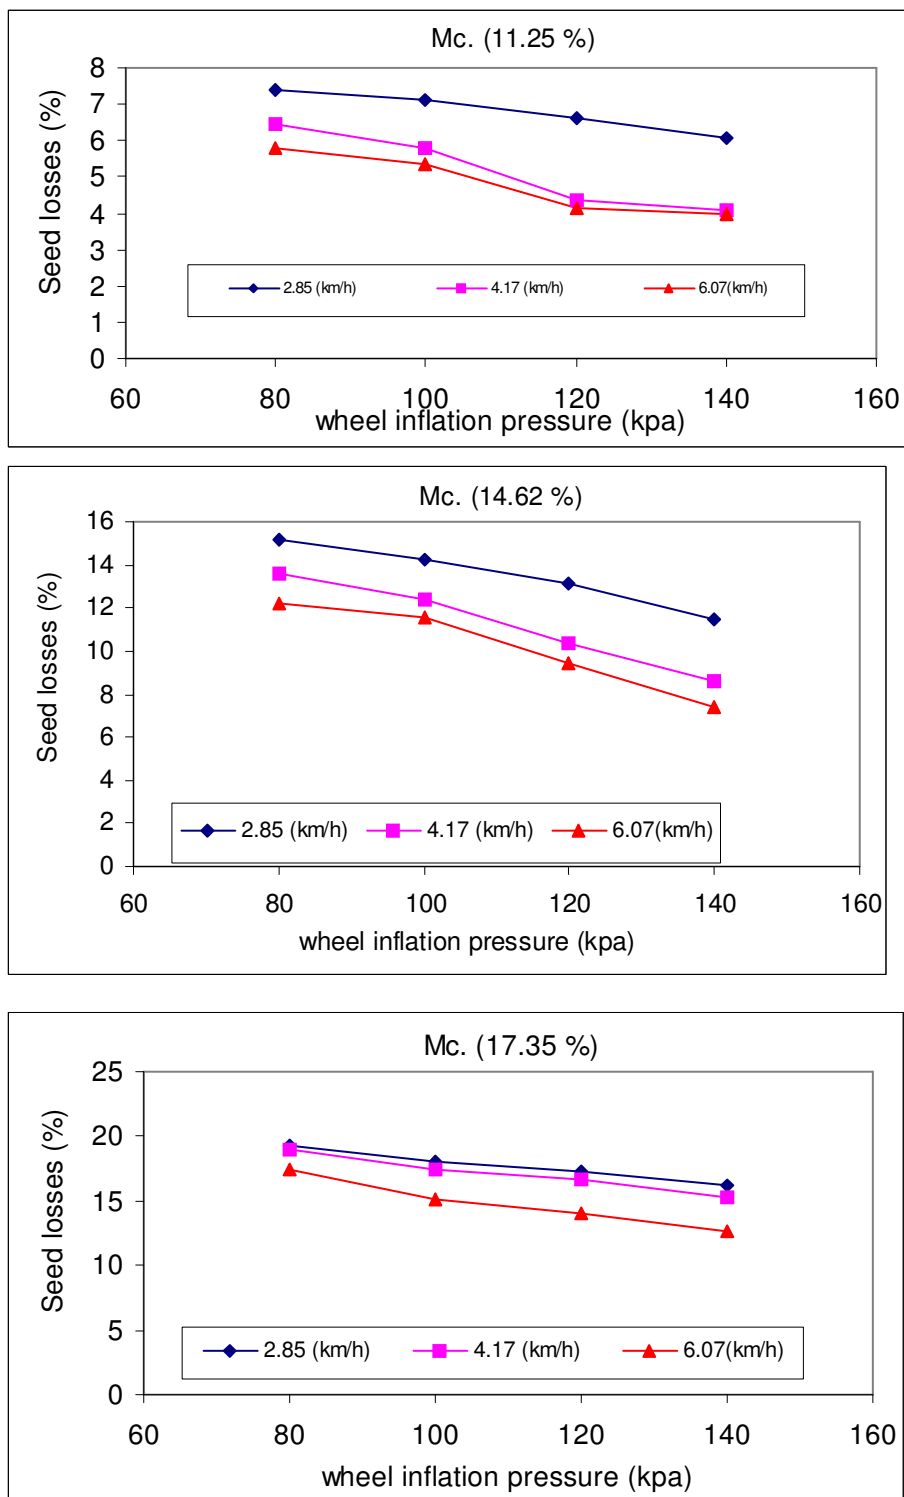 Mc. (11.25 %)
Seed losses (%)
8
7
6
5
4
3
2
1
0
2.85 (km/h) 4.17 (km/h) 6.07(km/h)
60 80 100 120 140 160
wheel inflation pressure (kpa)
Mc. (14.62 %)
Seed losses (%)
16
14
12
10
8
6
4
2
0
2.85 (km/h) 4.17 (km/h) 6.07(km/h)
60 80 100 120 140 160
wheel inflation pressure (kpa)
Mc. (17.35 %)
Seed losses (%)
25
20
15
10
5
0
2.85 (km/h) 4.17 (km/h) 6.07(km/h)
60 80 100 120 140 160
wheel inflation pressure (kpa)